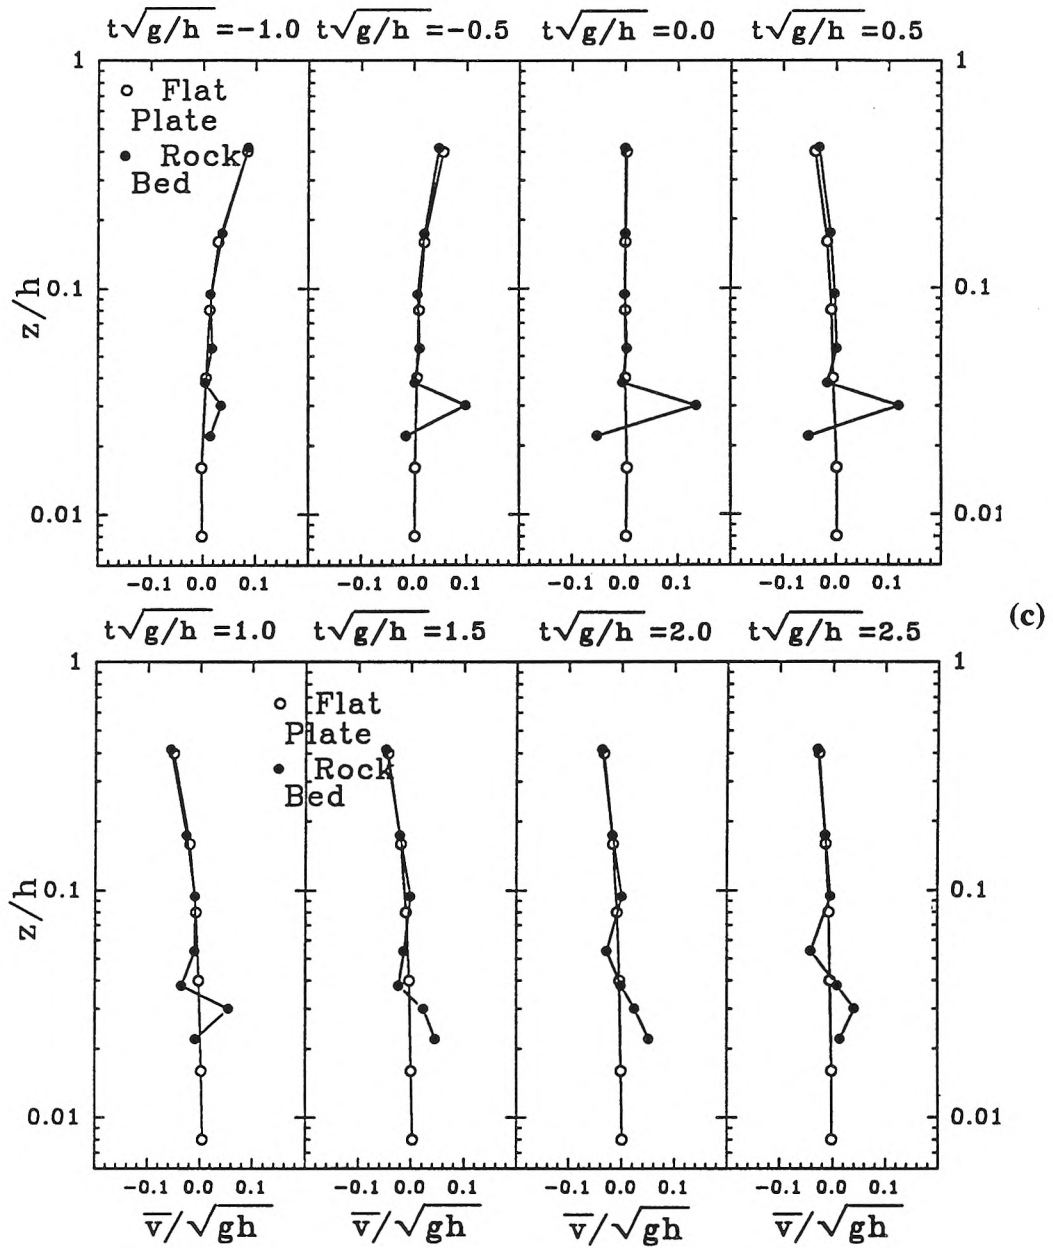 t√g/h =-1.0 t√g/h =-0.5 t√g/h =0.0 t√g/h =0.5
1 1
○ Flat
Plate
● Rock
Bed
z/h
0.1 0.1
0.01 0.01
-0.1 0.0 0.1 -0.1 0.0 0.1 -0.1 0.0 0.1 -0.1 0.0 0.1
(c)
t√g/h =1.0 t√g/h =1.5 t√g/h =2.0 t√g/h =2.5
1 1
○ Flat
Plate
● Rock
Bed
z/h
0.1 0.1
0.01 0.01
-0.1 0.0 0.1 -0.1 0.0 0.1 -0.1 0.0 0.1 -0.1 0.0 0.1
v̅/√gh v̅/√gh v̅/√gh v̅/√gh